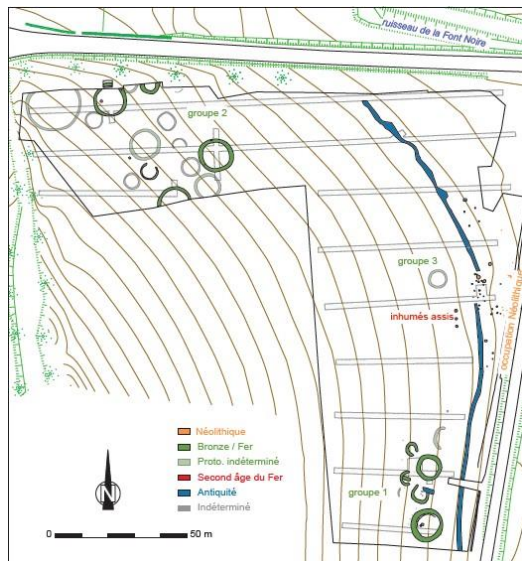 ruisseau de la Font Noire
groupe 2
groupe 3
occupation Néolithique
inhumés assis
Néolithique
Bronze / Fer
Proto. indéterminé
Second âge du Fer
Antiquité
Indéterminé
groupe 1
N
0 50 m